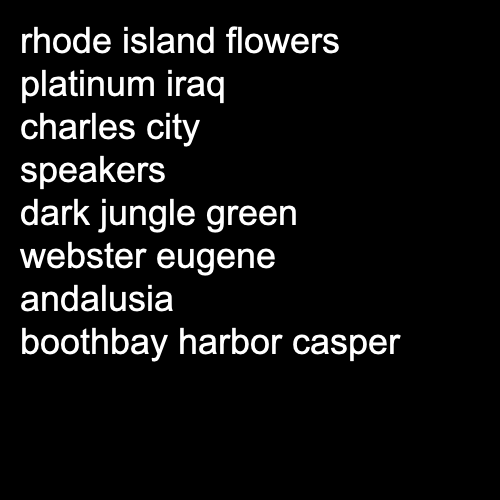 rhode island flowers
platinum iraq
charles city
speakers
dark jungle green
webster eugene
andalusia
boothbay harbor casper